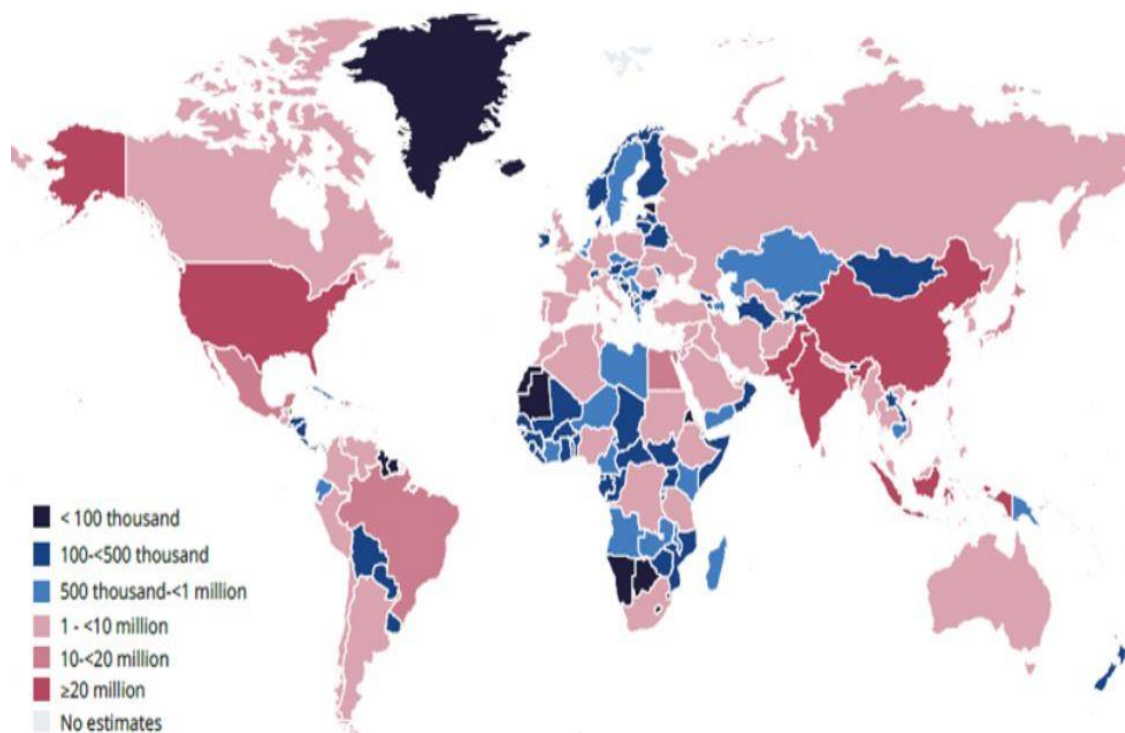 < 100 thousand
100-<500 thousand
500 thousand-<1 million
1 - <10 million
10-<20 million
≥20 million
No estimates